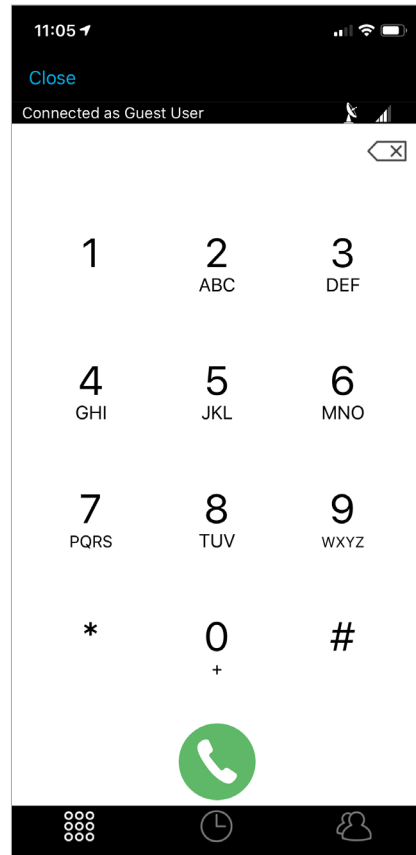 11:05
Close
Connected as Guest User
1 2 3
ABC DEF
4 5 6
GHI JKL MNO
7 8 9
PQRS TUV WXYZ
* 0 #
+